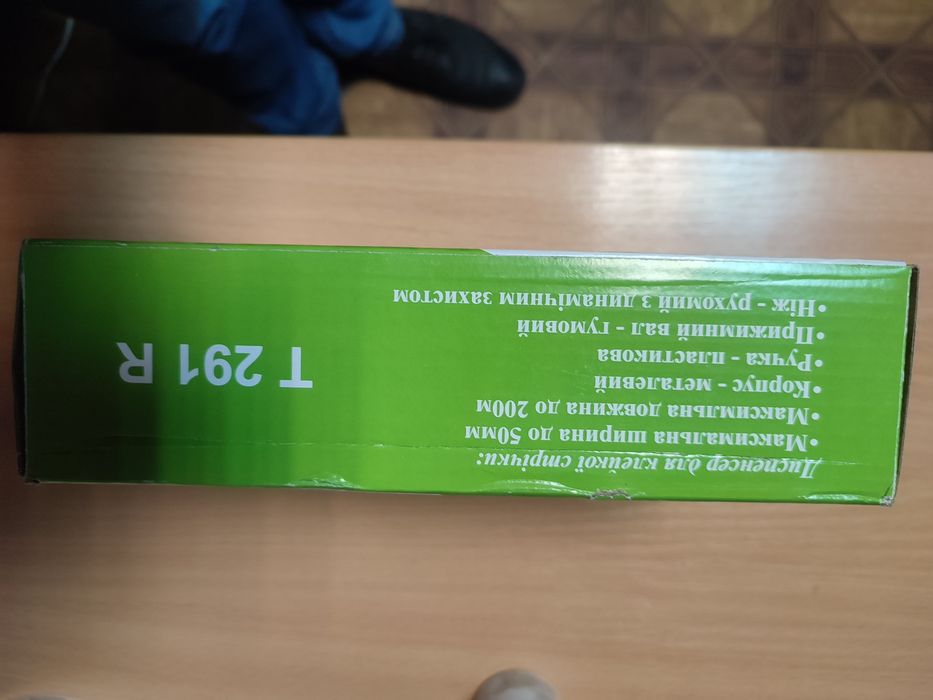 Диспенсер для клейкої стрічки:
•Максимальна ширина до 50мм
•Максимльна довжина до 200м
•Корпус - металевий
•Ручка - пластикова
•Прижимний вал - гумовий
•Ніж - рухомий з динамічним захистом
T 291 R